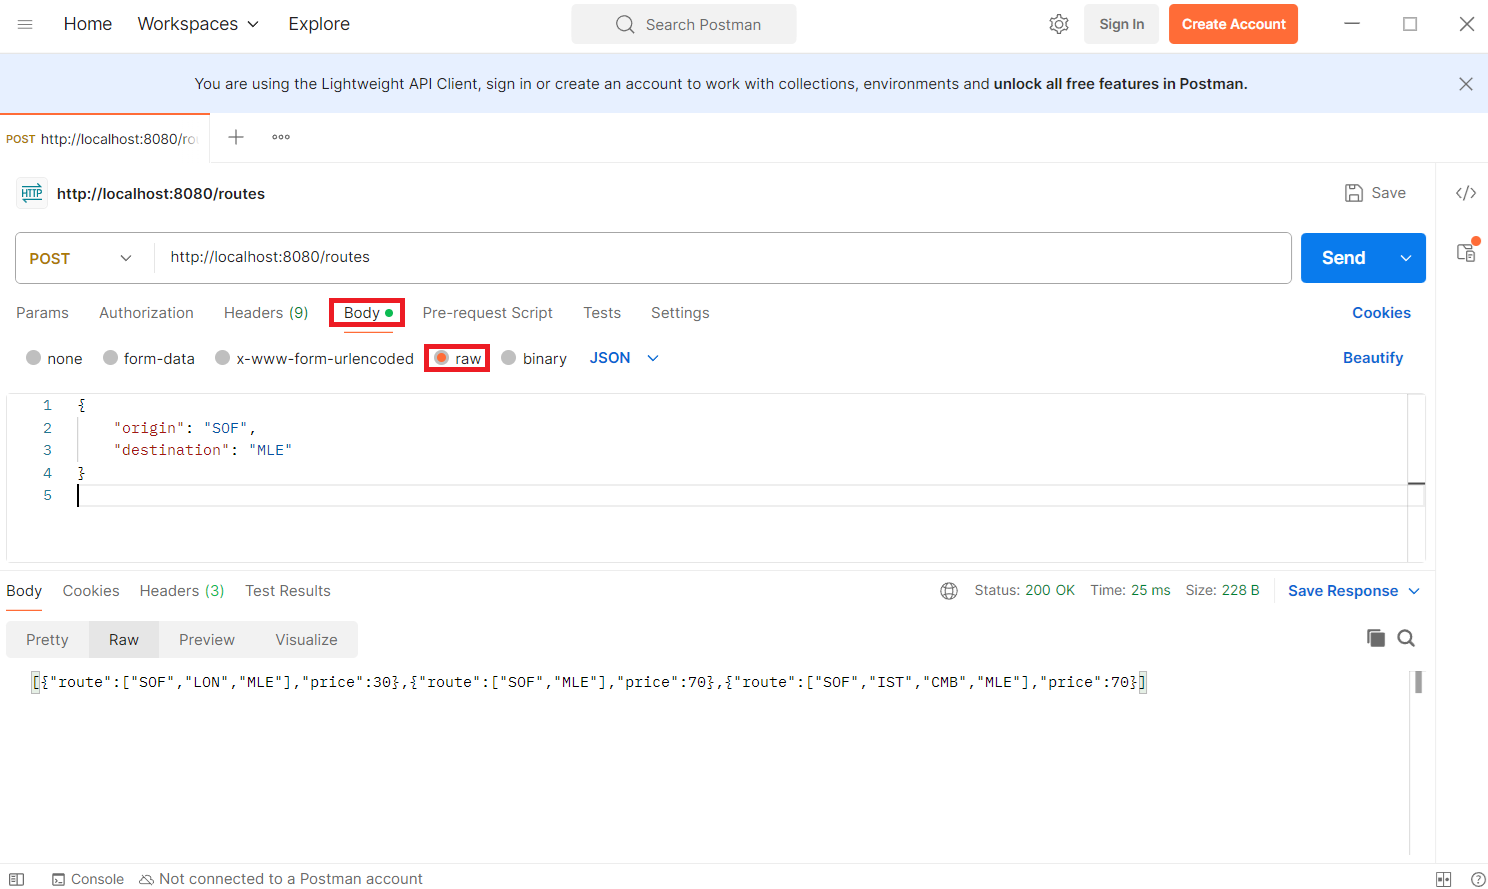 Home Workspaces Explore Search Postman Sign In Create Account
You are using the Lightweight API Client, sign in or create an account to work with collections, environments and unlock all free features in Postman.
POST http://localhost:8080/ro
HTTP http://localhost:8080/routes Save
POST http://localhost:8080/routes Send
Params Authorization Headers (9) Body Pre-request Script Tests Settings Cookies
none form-data x-www-form-urlencoded raw binary JSON Beautify
1 {
2 "origin": "SOF",
3 "destination": "MLE"
4 }
5
Body Cookies Headers (3) Test Results Status: 200 OK Time: 25 ms Size: 228 B Save Response
Pretty Raw Preview Visualize
[{"route":["SOF","LON","MLE"],"price":30},{"route":["SOF","MLE"],"price":70},{"route":["SOF","IST","CMB","MLE"],"price":70}]
Console Not connected to a Postman account